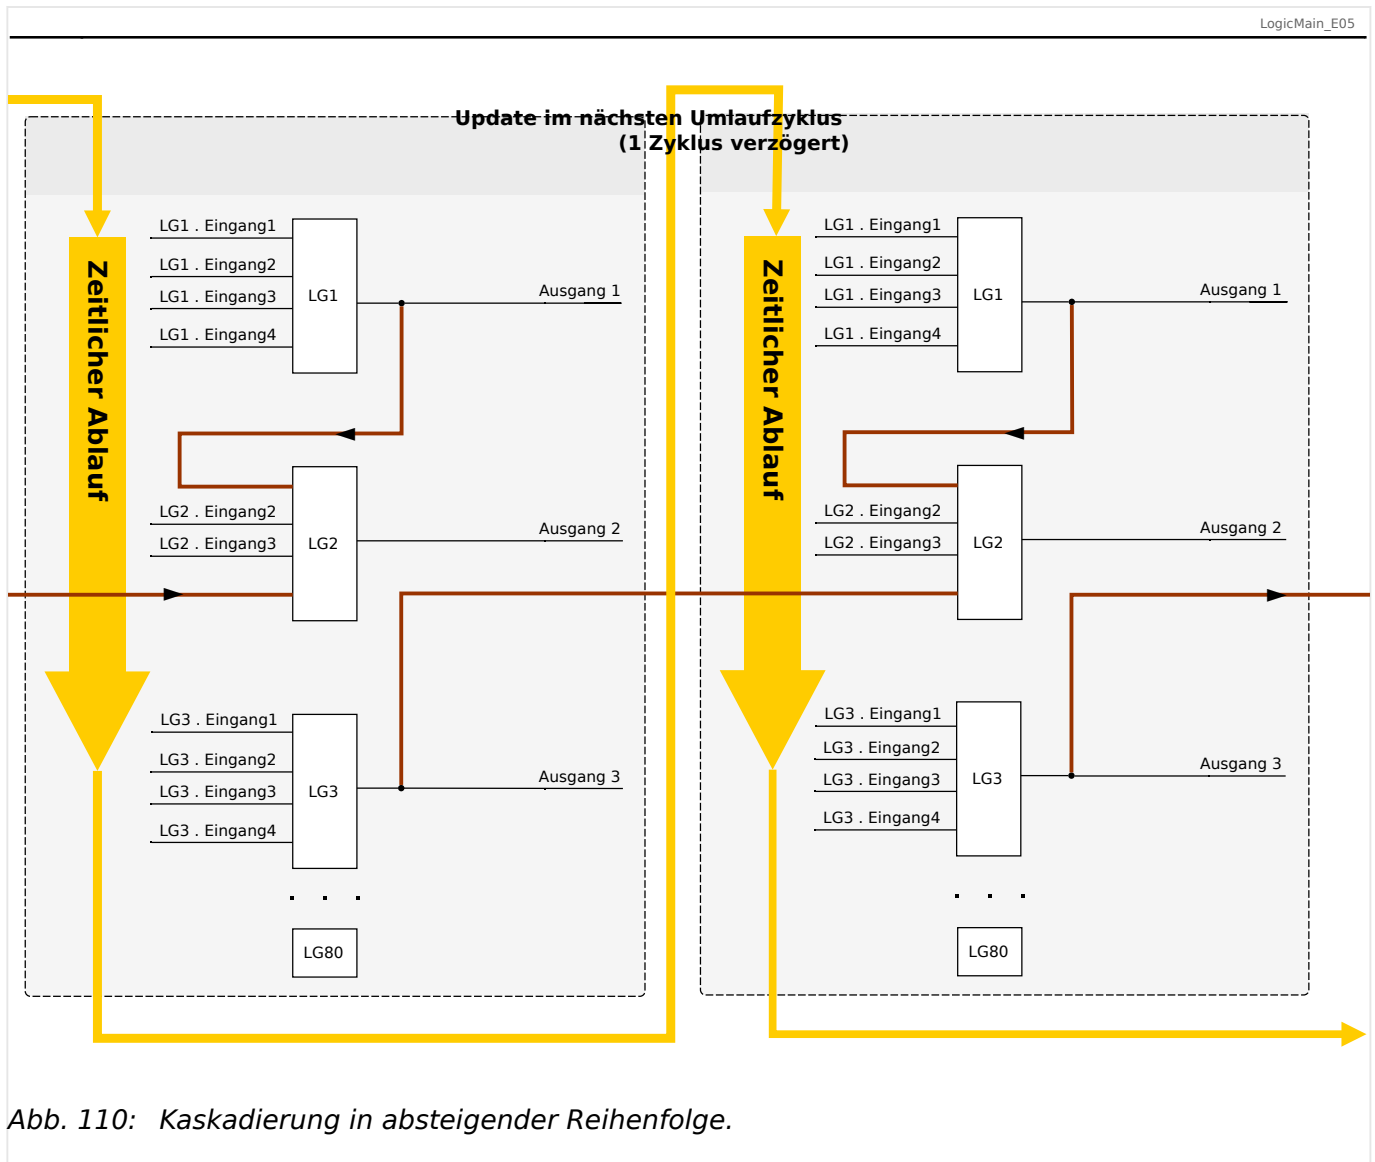 LogicMain_E05
Update im nächsten Umlaufzyklus
(1 Zyklus verzögert)
Zeitlicher Ablauf
LG1 . Eingang1
LG1 . Eingang2
LG1 . Eingang3
LG1 . Eingang4
LG1
Ausgang 1
LG2 . Eingang2
LG2 . Eingang3
LG2
Ausgang 2
LG3 . Eingang1
LG3 . Eingang2
LG3 . Eingang3
LG3 . Eingang4
LG3
Ausgang 3
. . .
LG80
Zeitlicher Ablauf
LG1 . Eingang1
LG1 . Eingang2
LG1 . Eingang3
LG1 . Eingang4
LG1
Ausgang 1
LG2 . Eingang2
LG2 . Eingang3
LG2
Ausgang 2
LG3 . Eingang1
LG3 . Eingang2
LG3 . Eingang3
LG3 . Eingang4
LG3
Ausgang 3
. . .
LG80
Abb. 110: Kaskadierung in absteigender Reihenfolge.